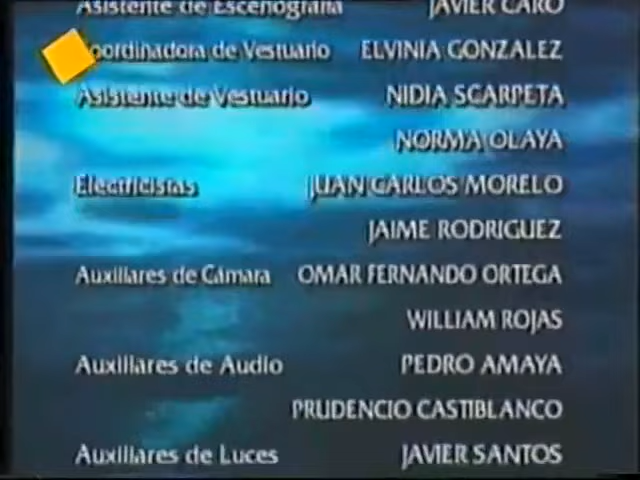 Asistente de Escenografía JAVIER CARO
Coordinadora de Vestuario ELVINIA GONZALEZ
Asistente de Vestuario NIDIA SCARPETA
NORMA OLAYA
Electricistas JUAN CARLOS MORELO
JAIME RODRIGUEZ
Auxiliares de Cámara OMAR FERNANDO ORTEGA
WILLIAM ROJAS
Auxiliares de Audio PEDRO AMAYA
PRUDENCIO CASTIBLANCO
Auxiliares de Luces JAVIER SANTOS